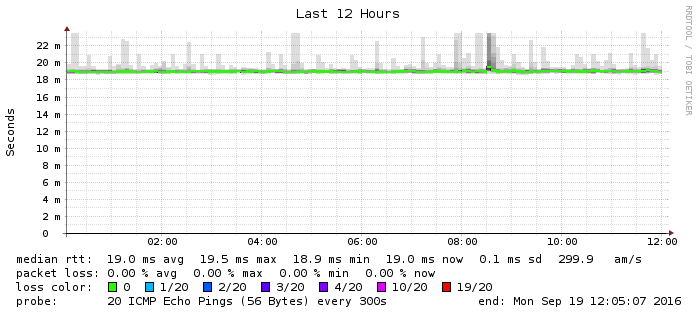 Last 12 Hours
RRDTOOL / TOBI OETIKER
Seconds
22 m
20 m
18 m
16 m
14 m
12 m
10 m
8 m
6 m
4 m
2 m
0
02:00 04:00 06:00 08:00 10:00 12:00
median rtt: 19.0 ms avg 19.5 ms max 18.9 ms min 19.0 ms now 0.1 ms sd 299.9 am/s
packet loss: 0.00 % avg 0.00 % max 0.00 % min 0.00 % now
loss color: 0 1/20 2/20 3/20 4/20 10/20 19/20
probe: 20 ICMP Echo Pings (56 Bytes) every 300s end: Mon Sep 19 12:05:07 2016